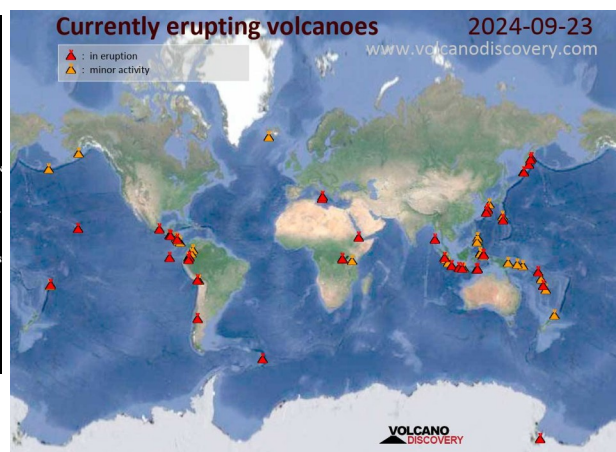 Currently erupting volcanoes 2024-09-23
www.volcanodiscovery.com
: in eruption
: minor activity
VOLCANO
DISCOVERY